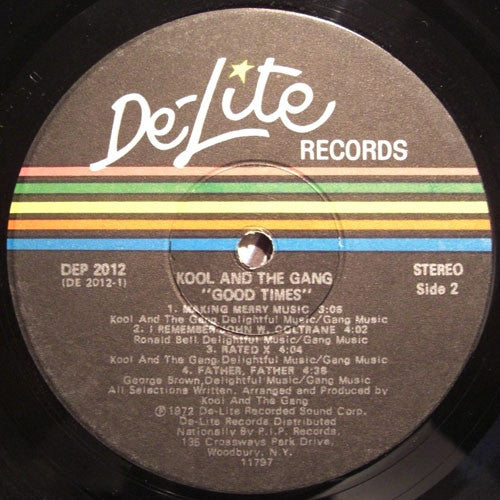 De-Lite
RECORDS
DEP 2012
(DE 2012-1)
STEREO
Side 2
KOOL AND THE GANG
"GOOD TIMES"
1. MAKING MERRY MUSIC 3:05
Kool And The Gang,Delightful Music/Gang Music
2. I REMEMBER JOHN W. COLTRANE 4:02
Ronald Bell,Delightful Music/Gang Music
3. RATED X 4:04
Kool And The Gang,Delightful Music/Gang Music
4. FATHER, FATHER 4:36
George Brown,Delightful Music/Gang Music
All Selections Written, Arranged and Produced by
Kool And The Gang
℗1972 De-Lite Recorded Sound Corp.
De-Lite Records Distributed
Nationally By P.I.P. Records,
135 Crossways Park Drive,
Woodbury, N.Y.
11797